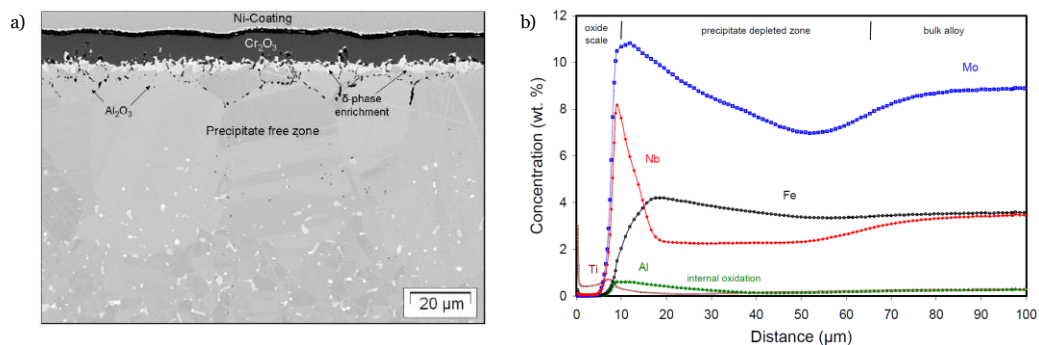 a)
Ni-Coating
Cr2O3
Al2O3
δ-phase
enrichment
Precipitate free zone
20 µm
b)
oxide
scale
precipitate depleted zone
bulk alloy
Concentration (wt. %)
12
10
8
6
4
2
0
Mo
Nb
Fe
Ti
Al
internal oxidation
0 10 20 30 40 50 60 70 80 90 100
Distance (µm)